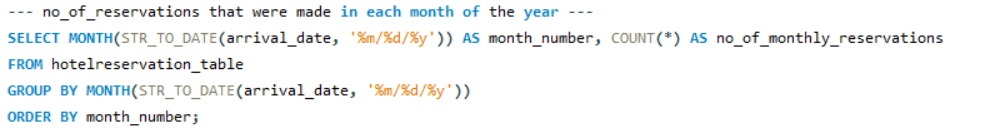 --- no_of_reservations that were made in each month of the year ---
SELECT MONTH(STR_TO_DATE(arrival_date, '%m/%d/%y')) AS month_number, COUNT(*) AS no_of_monthly_reservations
FROM hotelreservation_table
GROUP BY MONTH(STR_TO_DATE(arrival_date, '%m/%d/%y'))
ORDER BY month_number;